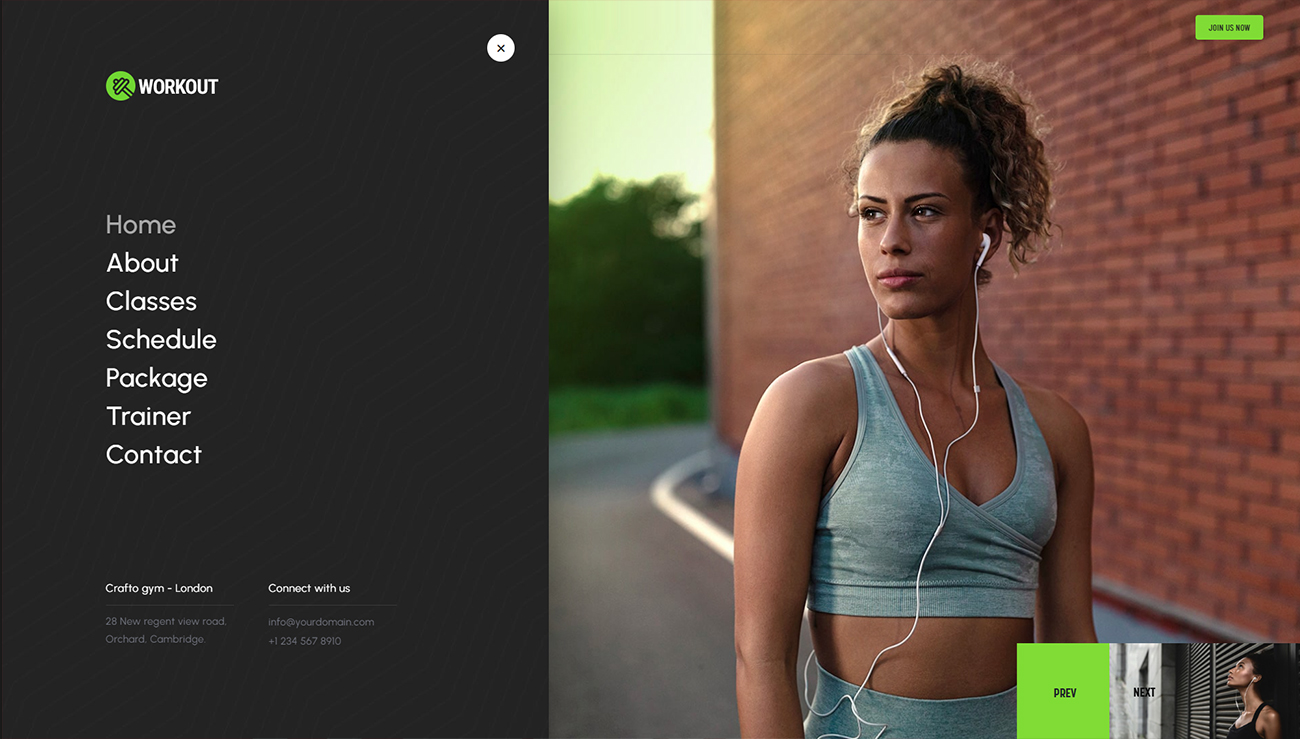 JOIN US NOW
WORKOUT
Home
About
Classes
Schedule
Package
Trainer
Contact
Crafto gym - London
28 New regent view road.
Orchard, Cambridge.
Connect with us
info@yourdomain.com
+1 234 567 8910
PREV
NEXT